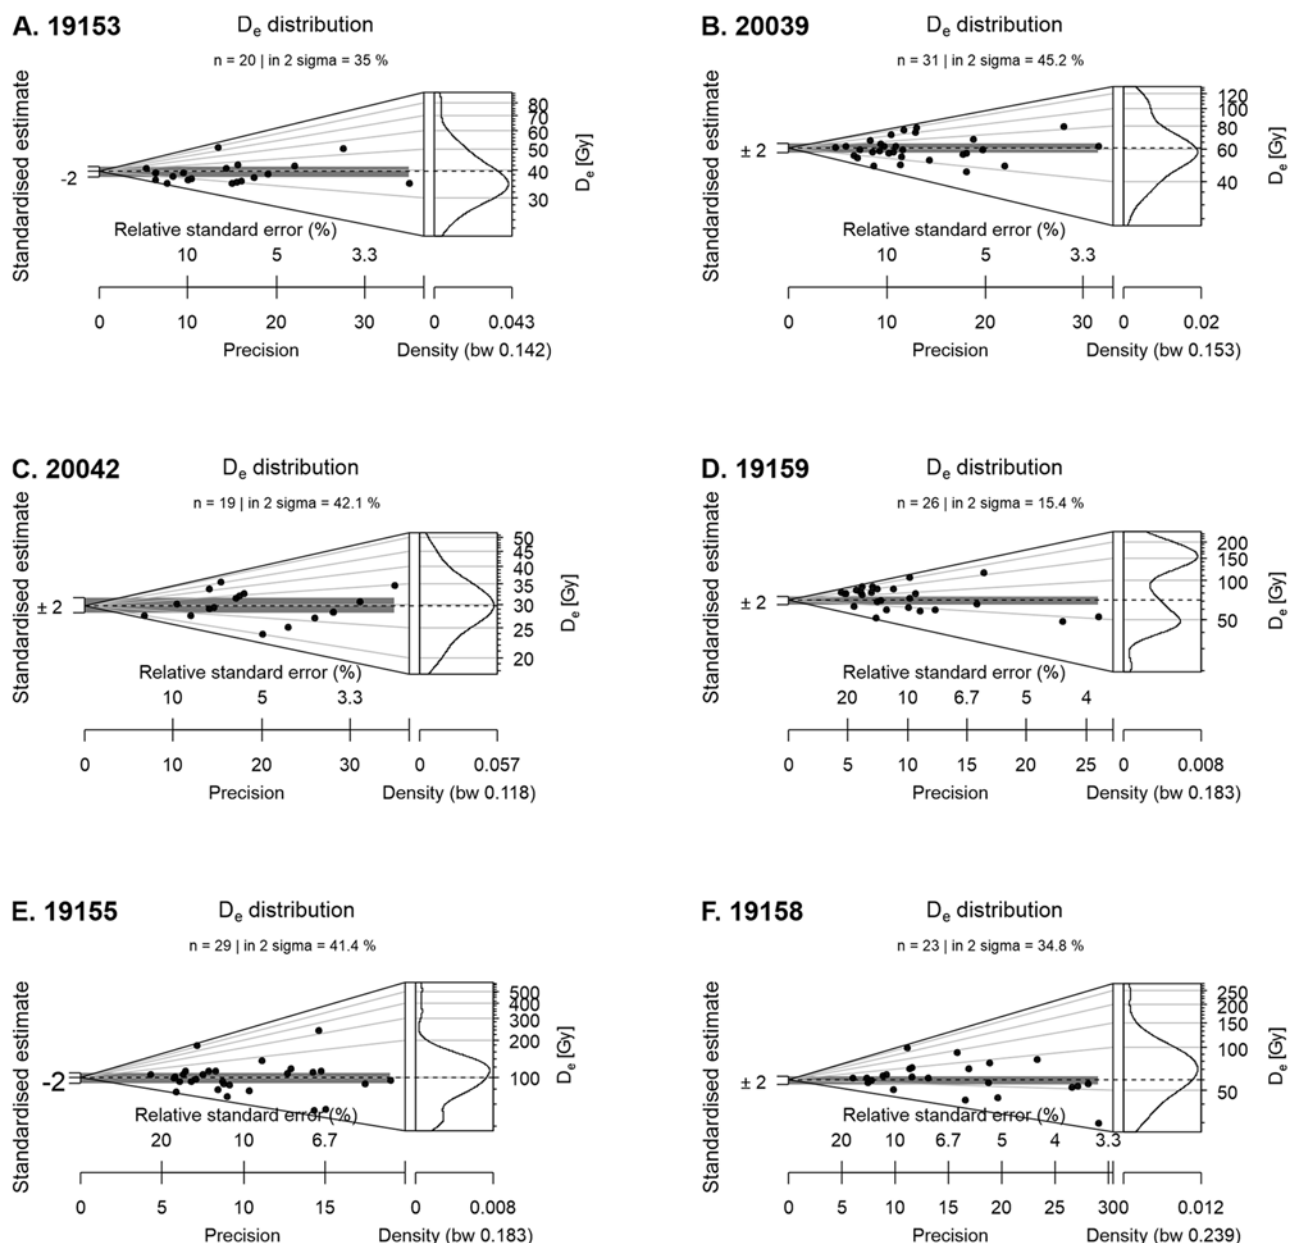 A. 19153
De distribution
n = 20 | in 2 sigma = 35 %
Standardised estimate
-2
80
70
60
50
40
30
De [Gy]
Relative standard error (%)
10 5 3.3
0 10 20 30 0 0.043
Precision Density (bw 0.142)
B. 20039
De distribution
n = 31 | in 2 sigma = 45.2 %
Standardised estimate
± 2
120
100
80
60
40
De [Gy]
Relative standard error (%)
10 5 3.3
0 10 20 30 0 0.02
Precision Density (bw 0.153)
C. 20042
De distribution
n = 19 | in 2 sigma = 42.1 %
Standardised estimate
± 2
50
45
40
35
30
25
20
De [Gy]
Relative standard error (%)
10 5 3.3
0 10 20 30 0 0.057
Precision Density (bw 0.118)
D. 19159
De distribution
n = 26 | in 2 sigma = 15.4 %
Standardised estimate
± 2
200
150
100
50
De [Gy]
Relative standard error (%)
20 10 6.7 5 4
0 5 10 15 20 25 0 0.008
Precision Density (bw 0.183)
E. 19155
De distribution
n = 29 | in 2 sigma = 41.4 %
Standardised estimate
-2
500
400
300
200
100
De [Gy]
Relative standard error (%)
20 10 6.7
0 5 10 15 0 0.008
Precision Density (bw 0.183)
F. 19158
De distribution
n = 23 | in 2 sigma = 34.8 %
Standardised estimate
± 2
250
200
150
100
50
De [Gy]
Relative standard error (%)
20 10 6.7 5 4 3.3
0 5 10 15 20 25 300 0.012
Precision Density (bw 0.239)